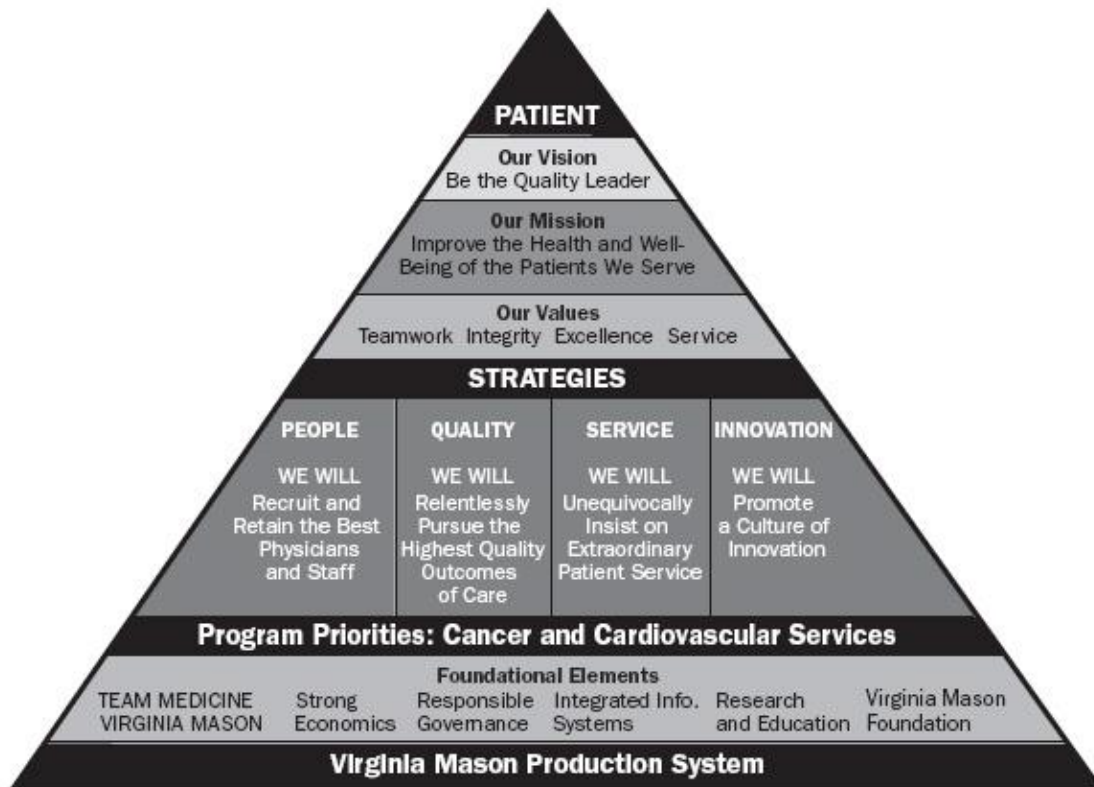 PATIENT
Our Vision
Be the Quality Leader
Our Mission
Improve the Health and Well-
Being of the Patients We Serve
Our Values
Teamwork Integrity Excellence Service
STRATEGIES
PEOPLE
WE WILL
Recruit and
Retain the Best
Physicians
and Staff
QUALITY
WE WILL
Relentlessly
Pursue the
Highest Quality
Outcomes
of Care
SERVICE
WE WILL
Unequivocally
Insist on
Extraordinary
Patient Service
INNOVATION
WE WILL
Promote
a Culture of
Innovation
Program Priorities: Cancer and Cardiovascular Services
Foundational Elements
TEAM MEDICINE
VIRGINIA MASON
Strong
Economics
Responsible
Governance
Integrated Info.
Systems
Research
and Education
Virginia Mason
Foundation
Virginia Mason Production System